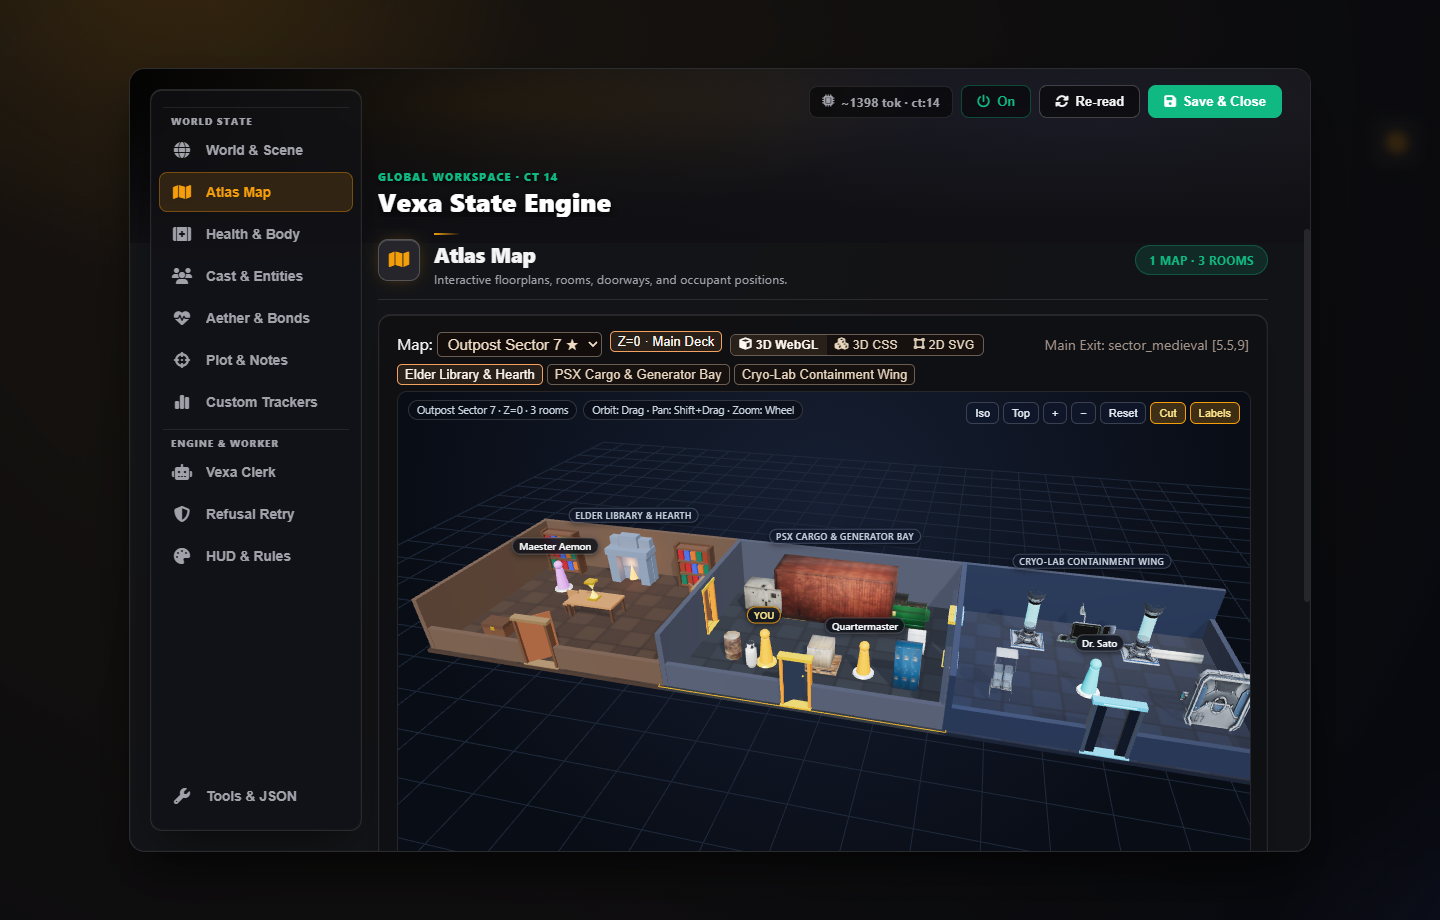 ~1398 tok · ct:14
On
Re-read
Save & Close
WORLD STATE
World & Scene
Atlas Map
Health & Body
Cast & Entities
Aether & Bonds
Plot & Notes
Custom Trackers
ENGINE & WORKER
Vexa Clerk
Refusal Retry
HUD & Rules
Tools & JSON
GLOBAL WORKSPACE · CT 14
Vexa State Engine
Atlas Map
Interactive floorplans, rooms, doorways, and occupant positions.
1 MAP · 3 ROOMS
Map:
Outpost Sector 7 ★
Z=0 · Main Deck
3D WebGL
3D CSS
2D SVG
Main Exit: sector_medieval [5.5,9]
Elder Library & Hearth
PSX Cargo & Generator Bay
Cryo-Lab Containment Wing
Outpost Sector 7 · Z=0 · 3 rooms
Orbit: Drag · Pan: Shift+Drag · Zoom: Wheel
Iso
Top
+
−
Reset
Cut
Labels
ELDER LIBRARY & HEARTH
PSX CARGO & GENERATOR BAY
CRYO-LAB CONTAINMENT WING
Maester Aemon
YOU
Quartermaster
Dr. Sato